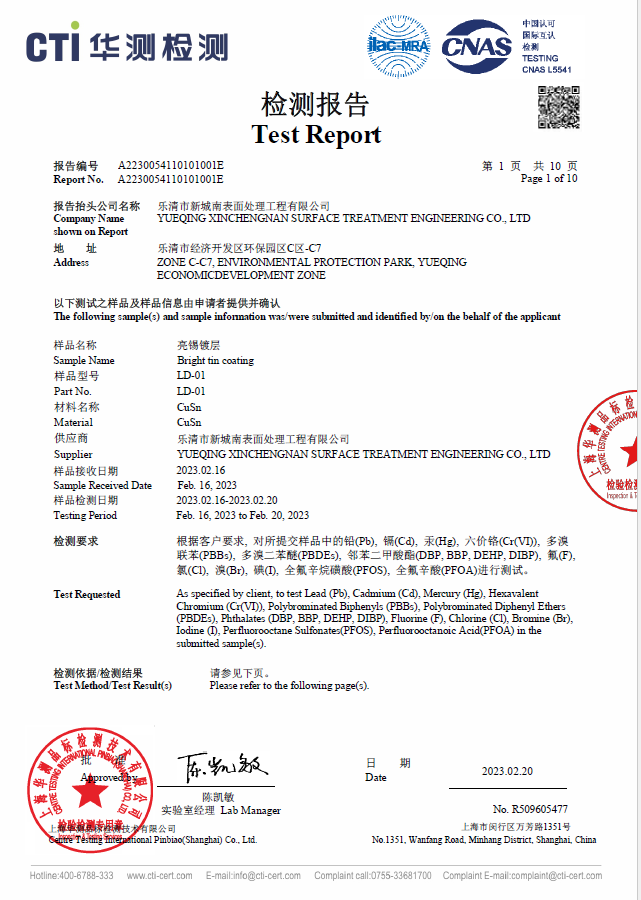 CTI 华测检测
ilac-MRA
CNAS
中国认可
国际互认
检测
TESTING
CNAS L5541
检测报告
Test Report
报告编号 A2230054110101001E
Report No. A2230054110101001E
第 1 页 共 10 页
Page 1 of 10
报告抬头公司名称 乐清市新城南表面处理工程有限公司
Company Name YUEQING XINCHENGNAN SURFACE TREATMENT ENGINEERING CO., LTD
shown on Report
地 址 乐清市经济开发区环保园区C区-C7
Address ZONE C-C7, ENVIRONMENTAL PROTECTION PARK, YUEQING
ECONOMICDEVELOPMENT ZONE
以下测试之样品及样品信息由申请者提供并确认
The following sample(s) and sample information was/were submitted and identified by/on the behalf of the applicant
样品名称 亮锡镀层
Sample Name Bright tin coating
样品型号 LD-01
Part No. LD-01
材料名称 CuSn
Material CuSn
供应商 乐清市新城南表面处理工程有限公司
Supplier YUEQING XINCHENGNAN SURFACE TREATMENT ENGINEERING CO., LTD
样品接收日期 2023.02.16
Sample Received Date Feb. 16, 2023
样品检测日期 2023.02.16-2023.02.20
Testing Period Feb. 16, 2023 to Feb. 20, 2023
检测要求 根据客户要求, 对所提交样品中的铅(Pb), 镉(Cd), 汞(Hg), 六价铬(Cr(VI)), 多溴
联苯(PBBs), 多溴二苯醚(PBDEs), 邻苯二甲酸酯(DBP, BBP, DEHP, DIBP), 氟(F),
氯(Cl), 溴(Br), 碘(I), 全氟辛烷磺酸(PFOS), 全氟辛酸(PFOA)进行测试。
Test Requested As specified by client, to test Lead (Pb), Cadmium (Cd), Mercury (Hg), Hexavalent
Chromium (Cr(VI)), Polybrominated Biphenyls (PBBs), Polybrominated Diphenyl Ethers
(PBDEs), Phthalates (DBP, BBP, DEHP, DIBP), Fluorine (F), Chlorine (Cl), Bromine (Br),
Iodine (I), Perfluorooctane Sulfonates(PFOS), Perfluorooctanoic Acid(PFOA) in the
submitted sample(s).
检测依据/检测结果 请参见下页。
Test Method/Test Result(s) Please refer to the following page(s).
批 准
Approved by
陈凯敏
陈凯敏
实验室经理 Lab Manager
日 期
Date
2023.02.20
No. R509605477
上海华测品标检测技术有限公司
Centre Testing International Pinbiao(Shanghai) Co., Ltd.
上海市闵行区万芳路1351号
No.1351, Wanfang Road, Minhang District, Shanghai, China
上海华测品标检测技术有限公司
CENTRE TESTING INTERNATIONAL PINBIAO(SHANGHAI) CO.,LTD
检验检测专用章
上海华测品标检
CENTRE TESTING INTERNATION
检验检测
Inspection & Te
Hotline:400-6788-333 www.cti-cert.com E-mail:info@cti-cert.com Complaint call:0755-33681700 Complaint E-mail:complaint@cti-cert.com